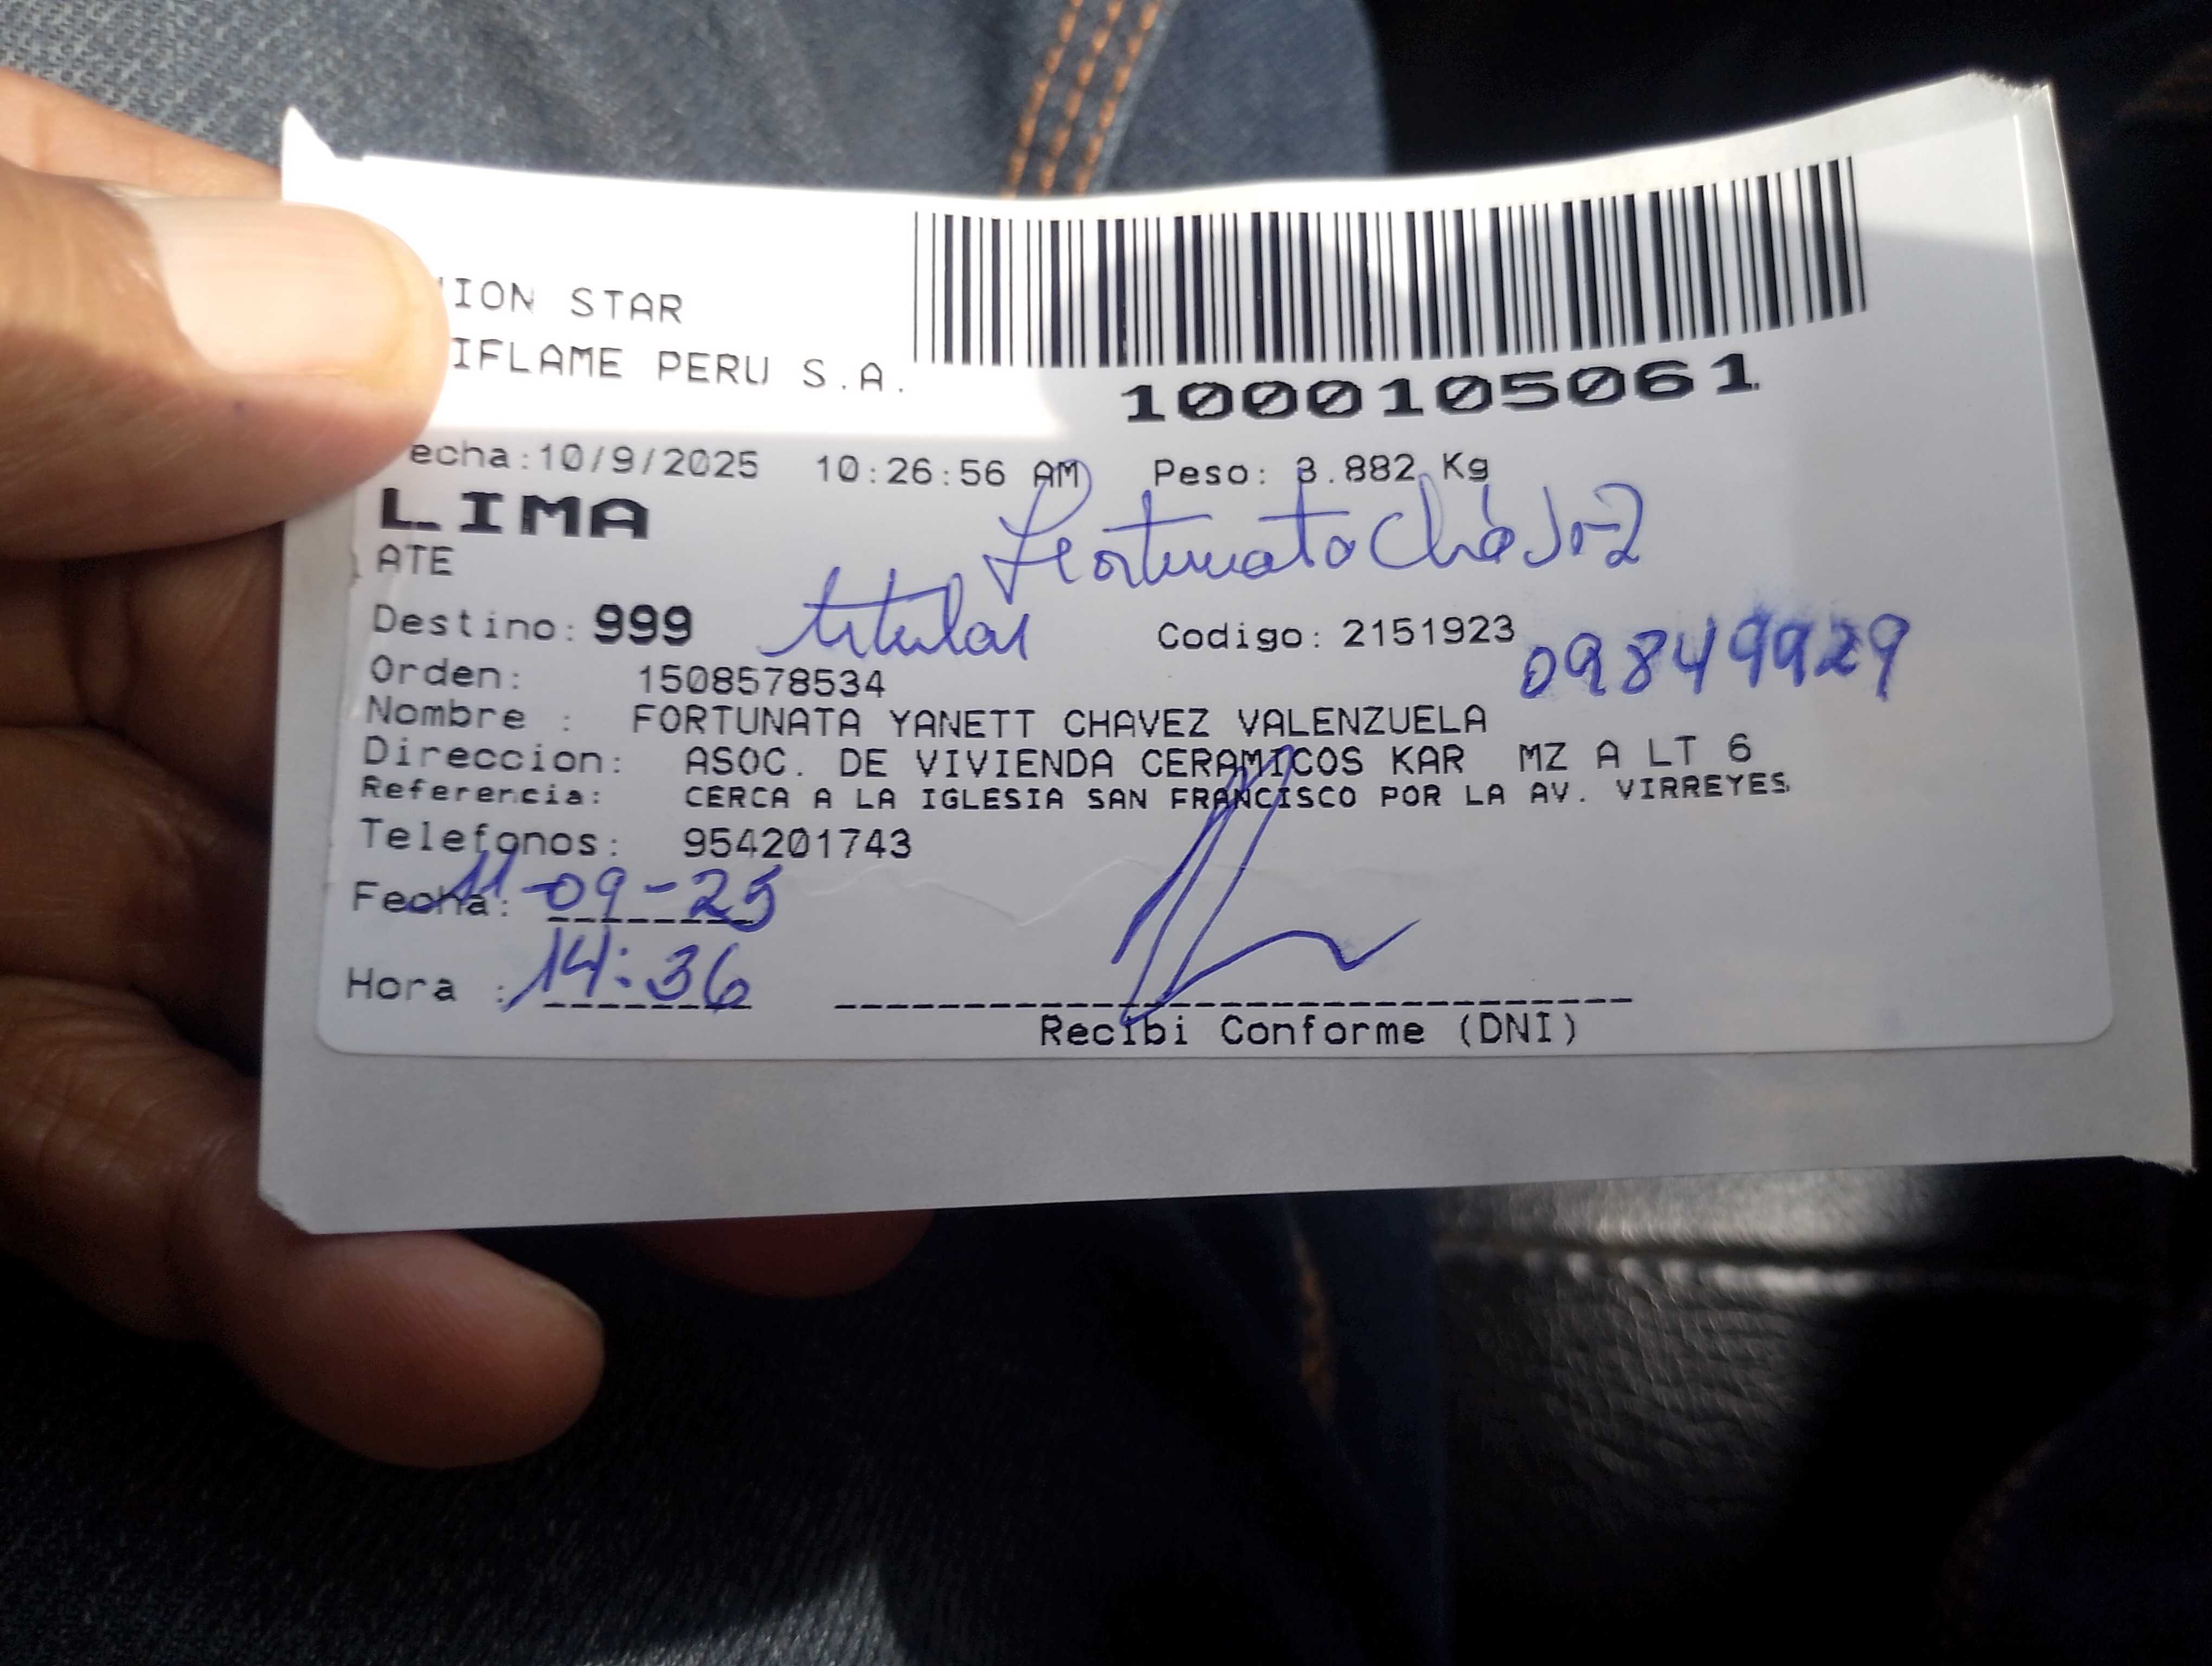 ION STAR
IFLAME PERU S.A.
1000105061
echa:10/9/2025 10:26:56 AM Peso: 3.882 Kg
LIMA
ATE
Fortunata Chávez
Destino: 999 titular Codigo: 2151923 09849929
Orden: 1508578534
Nombre : FORTUNATA YANETT CHAVEZ VALENZUELA
Direccion: ASOC. DE VIVIENDA CERAMICOS KAR MZ A LT 6
Referencia: CERCA A LA IGLESIA SAN FRANCISCO POR LA AV. VIRREYES
Telefonos: 954201743
Fecha: 11-09-25
Hora : 14:36
Recibi Conforme (DNI)